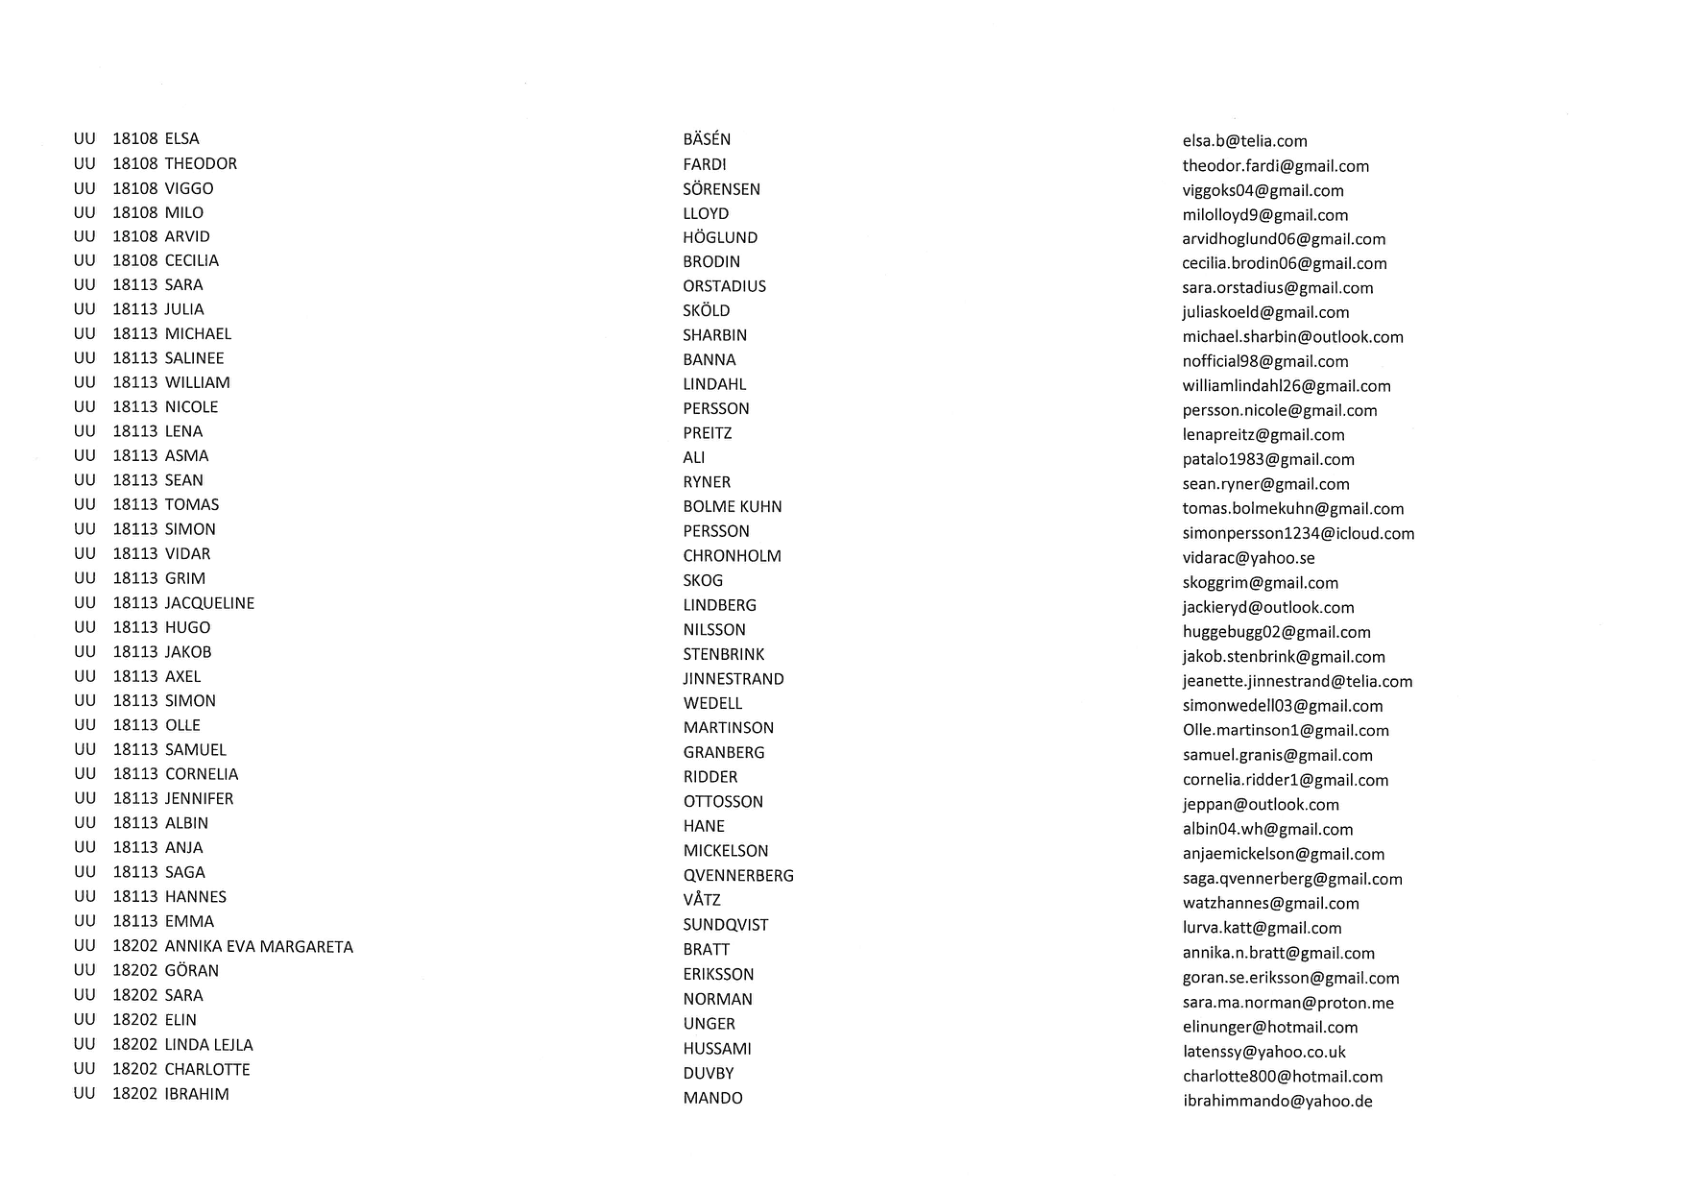 UU 18108 ELSA BÄSÉN elsa.b@telia.com
UU 18108 THEODOR FARDI theodor.fardi@gmail.com
UU 18108 VIGGO SÖRENSEN viggoks04@gmail.com
UU 18108 MILO LLOYD milolloyd9@gmail.com
UU 18108 ARVID HÖGLUND arvidhoglund06@gmail.com
UU 18108 CECILIA BRODIN cecilia.brodin06@gmail.com
UU 18113 SARA ORSTADIUS sara.orstadius@gmail.com
UU 18113 JULIA SKÖLD juliaskoeld@gmail.com
UU 18113 MICHAEL SHARBIN michael.sharbin@outlook.com
UU 18113 SALINEE BANNA nofficial98@gmail.com
UU 18113 WILLIAM LINDAHL williamlindahl26@gmail.com
UU 18113 NICOLE PERSSON persson.nicole@gmail.com
UU 18113 LENA PREITZ lenapreitz@gmail.com
UU 18113 ASMA ALI patalo1983@gmail.com
UU 18113 SEAN RYNER sean.ryner@gmail.com
UU 18113 TOMAS BOLME KUHN tomas.bolmekuhn@gmail.com
UU 18113 SIMON PERSSON simonpersson1234@icloud.com
UU 18113 VIDAR CHRONHOLM vidarac@yahoo.se
UU 18113 GRIM SKOG skoggrim@gmail.com
UU 18113 JACQUELINE LINDBERG jackieryd@outlook.com
UU 18113 HUGO NILSSON huggebugg02@gmail.com
UU 18113 JAKOB STENBRINK jakob.stenbrink@gmail.com
UU 18113 AXEL JINNESTRAND jeanette.jinnestrand@telia.com
UU 18113 SIMON WEDELL simonwedell03@gmail.com
UU 18113 OLLE MARTINSON Olle.martinson1@gmail.com
UU 18113 SAMUEL GRANBERG samuel.granis@gmail.com
UU 18113 CORNELIA RIDDER cornelia.ridder1@gmail.com
UU 18113 JENNIFER OTTOSSON jeppan@outlook.com
UU 18113 ALBIN HANE albin04.wh@gmail.com
UU 18113 ANJA MICKELSON anjaemickelson@gmail.com
UU 18113 SAGA QVENNERBERG saga.qvennerberg@gmail.com
UU 18113 HANNES VÅTZ watzhannes@gmail.com
UU 18113 EMMA SUNDQVIST lurva.katt@gmail.com
UU 18202 ANNIKA EVA MARGARETA BRATT annika.n.bratt@gmail.com
UU 18202 GÖRAN ERIKSSON goran.se.eriksson@gmail.com
UU 18202 SARA NORMAN sara.ma.norman@proton.me
UU 18202 ELIN UNGER elinunger@hotmail.com
UU 18202 LINDA LEJLA HUSSAMI latenssy@yahoo.co.uk
UU 18202 CHARLOTTE DUVBY charlotte800@hotmail.com
UU 18202 IBRAHIM MANDO ibrahimmando@yahoo.de